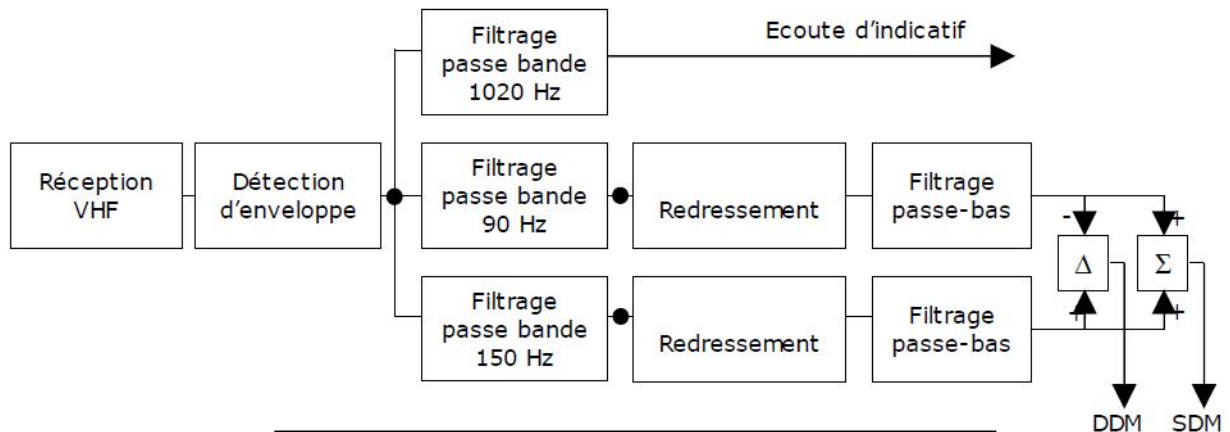 Filtrage
passe bande
1020 Hz
Ecoute d'indicatif
Réception
VHF
Détection
d'enveloppe
Filtrage
passe bande
90 Hz
Redressement
Filtrage
passe-bas
-
+
Δ
Σ
+
+
Filtrage
passe bande
150 Hz
Redressement
Filtrage
passe-bas
DDM
SDM